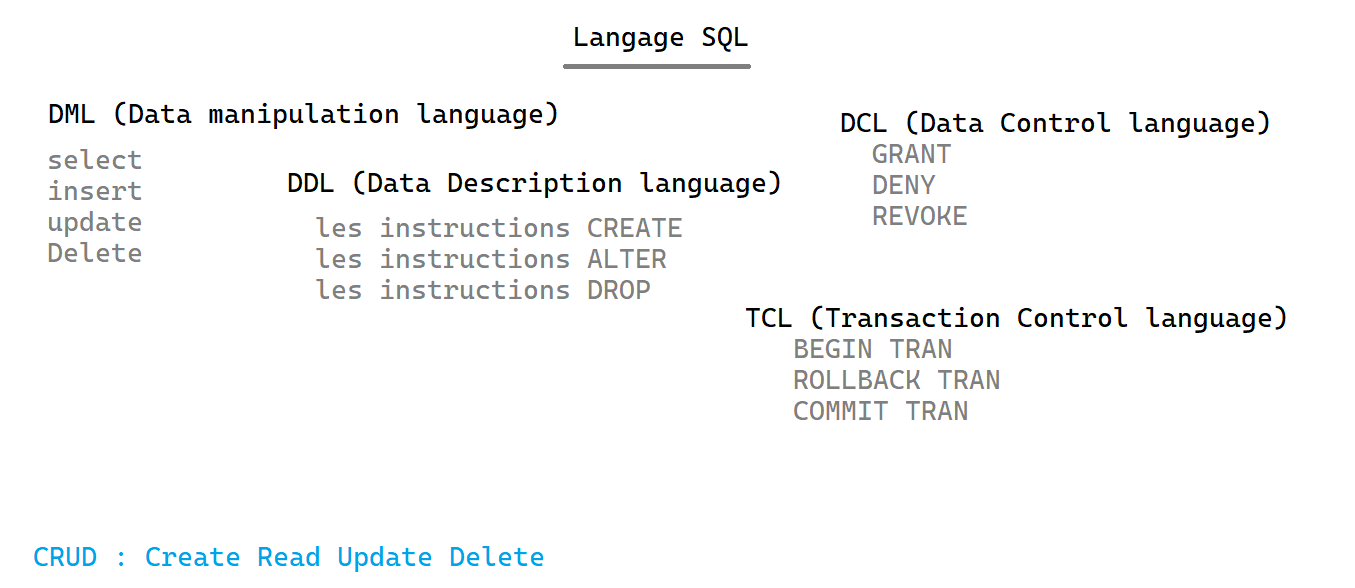 Langage SQL
DML (Data manipulation language)
select
insert
update
Delete
DDL (Data Description language)
les instructions CREATE
les instructions ALTER
les instructions DROP
DCL (Data Control language)
GRANT
DENY
REVOKE
TCL (Transaction Control language)
BEGIN TRAN
ROLLBACK TRAN
COMMIT TRAN
CRUD : Create Read Update Delete